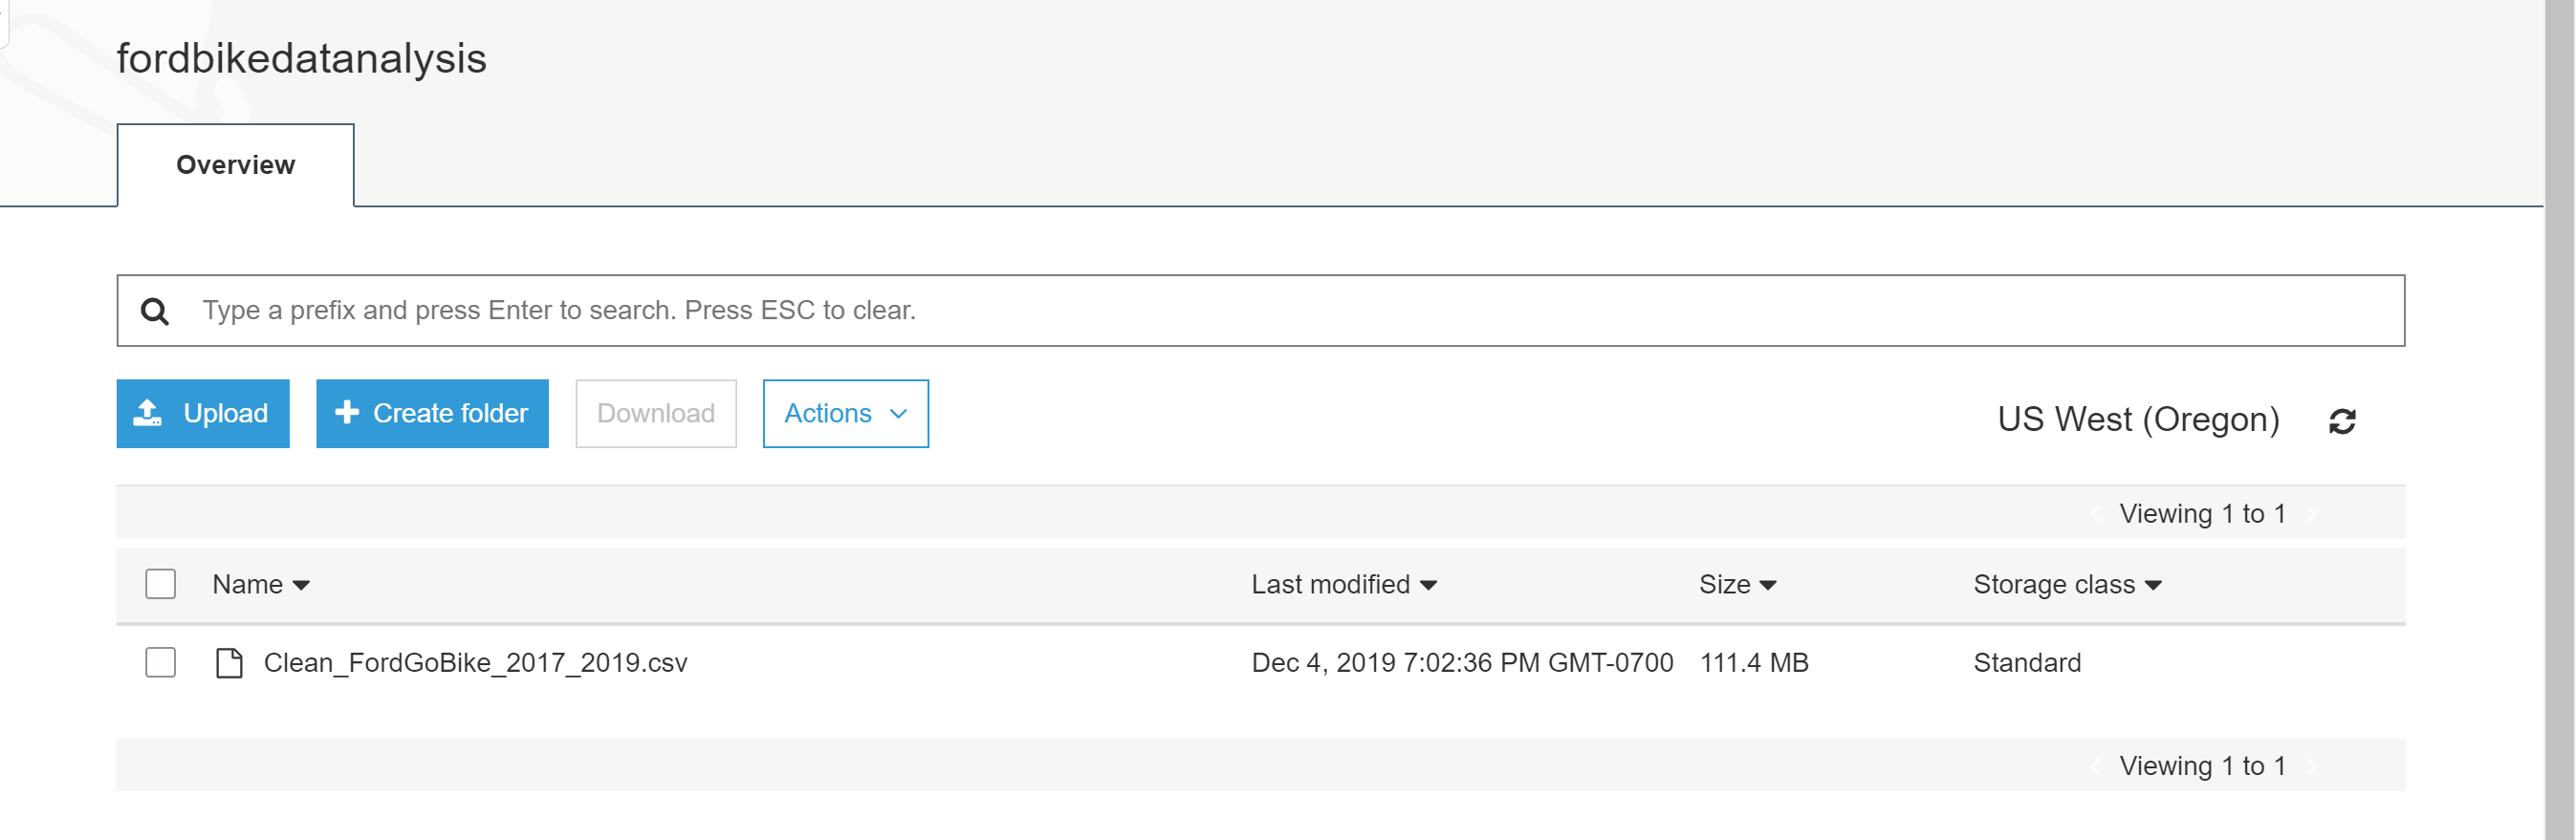 fordbikedatanalysis
Overview
Type a prefix and press Enter to search. Press ESC to clear.
Upload Create folder Download Actions US West (Oregon)
Viewing 1 to 1
Name Last modified Size Storage class
Clean_FordGoBike_2017_2019.csv Dec 4, 2019 7:02:36 PM GMT-0700 111.4 MB Standard
Viewing 1 to 1